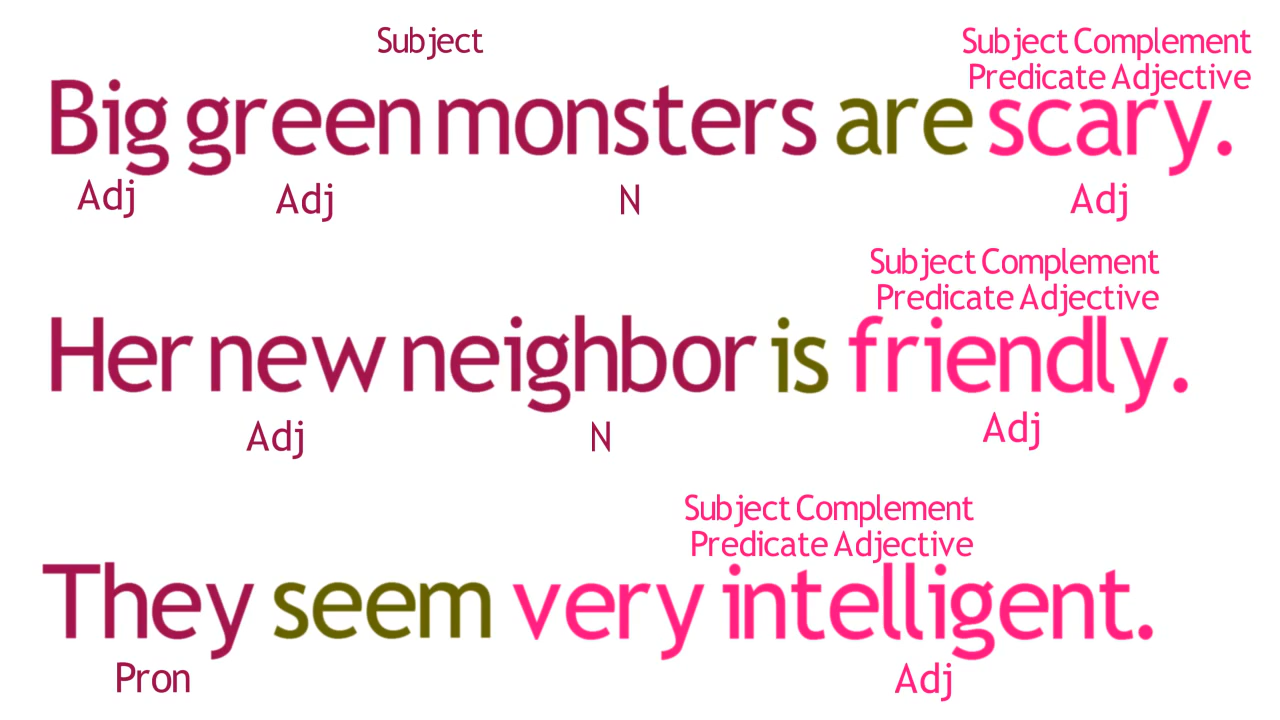 Subject
Subject Complement
Predicate Adjective
Big green monsters are scary.
Adj Adj N Adj
Subject Complement
Predicate Adjective
Her new neighbor is friendly.
Adj N Adj
Subject Complement
Predicate Adjective
They seem very intelligent.
Pron Adj